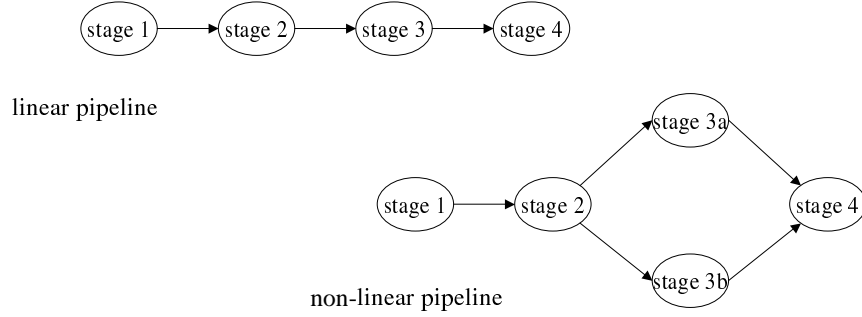 stage 1
stage 2
stage 3
stage 4
linear pipeline
stage 3a
stage 1
stage 2
stage 4
stage 3b
non-linear pipeline